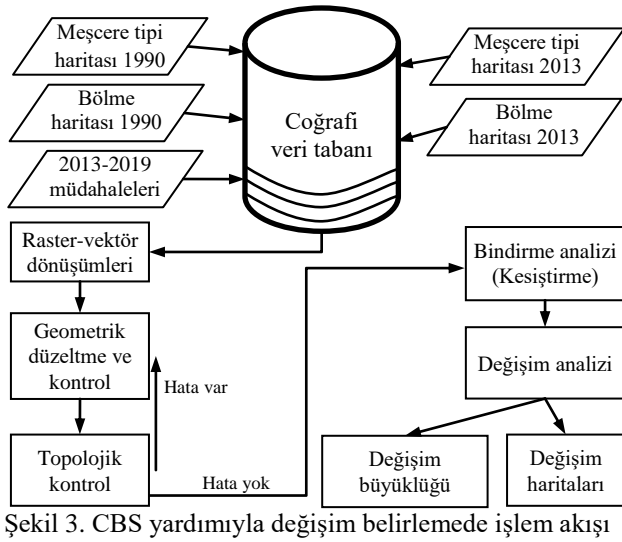 Meşcere tipi
haritası 1990
Bölme
haritası 1990
2013-2019
müdahaleleri
Coğrafi
veri tabanı
Meşcere tipi
haritası 2013
Bölme
haritası 2013
Raster-vektör
dönüşümleri
Geometrik
düzeltme ve
kontrol
Hata var
Topolojik
kontrol
Hata yok
Bindirme analizi
(Kesiştirme)
Değişim analizi
Değişim
büyüklüğü
Değişim
haritaları
Şekil 3. CBS yardımıyla değişim belirlemede işlem akışı